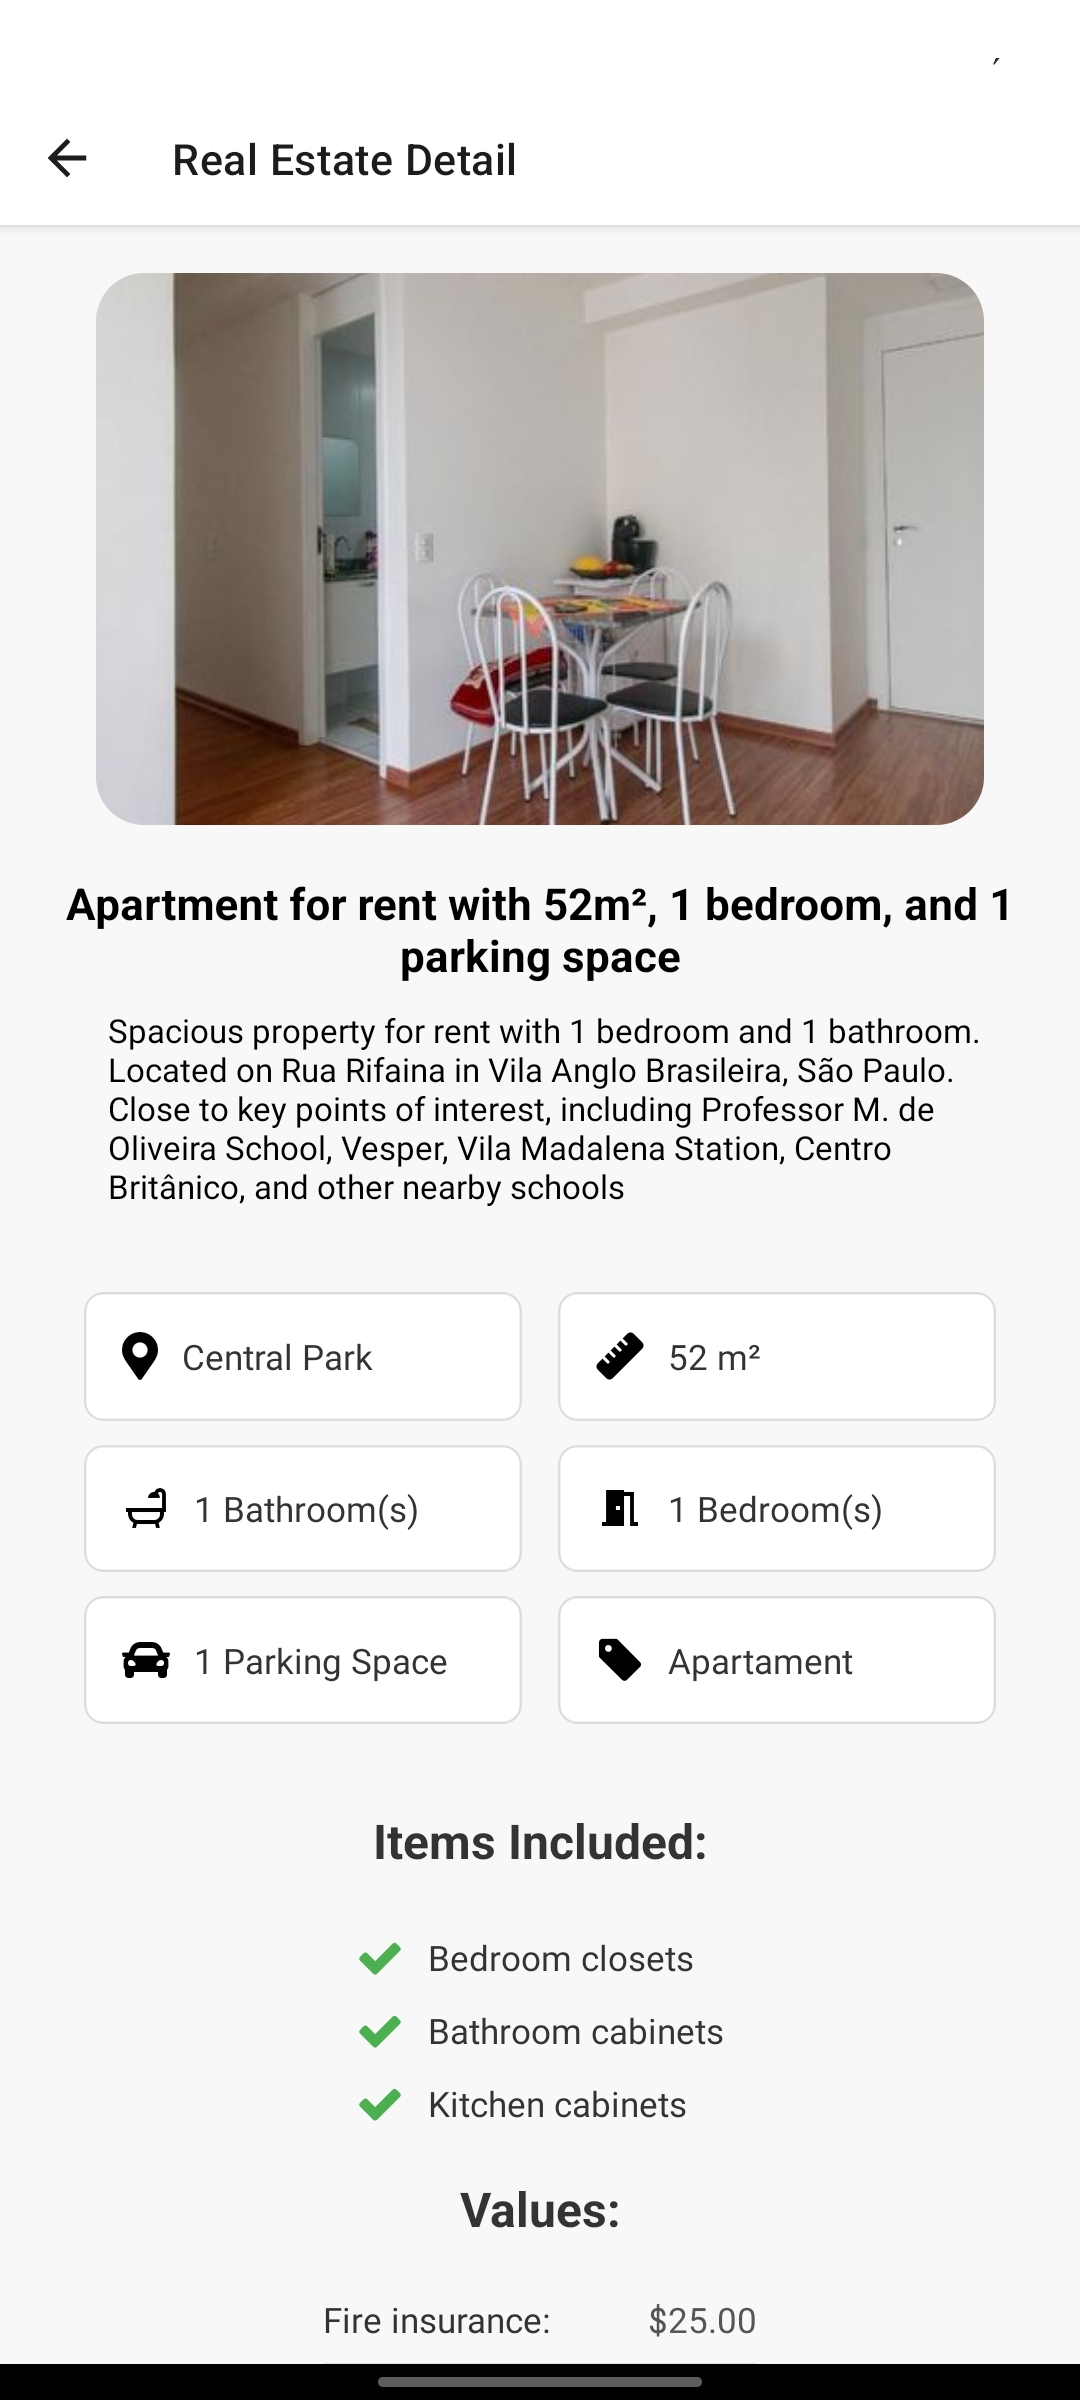 Real Estate Detail
Apartment for rent with 52m², 1 bedroom, and 1
parking space
Spacious property for rent with 1 bedroom and 1 bathroom.
Located on Rua Rifaina in Vila Anglo Brasileira, São Paulo.
Close to key points of interest, including Professor M. de
Oliveira School, Vesper, Vila Madalena Station, Centro
Britânico, and other nearby schools
Central Park
52 m²
1 Bathroom(s)
1 Bedroom(s)
1 Parking Space
Apartament
Items Included:
Bedroom closets
Bathroom cabinets
Kitchen cabinets
Values:
Fire insurance: $25.00